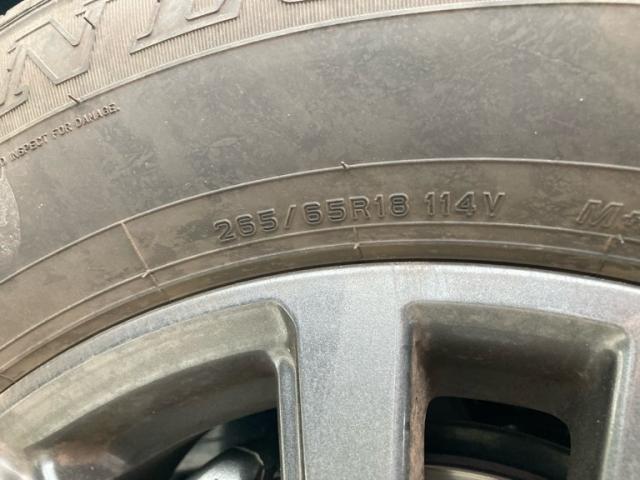 INSPECT FOR DAMAGE.
265/65R18 114V
M+